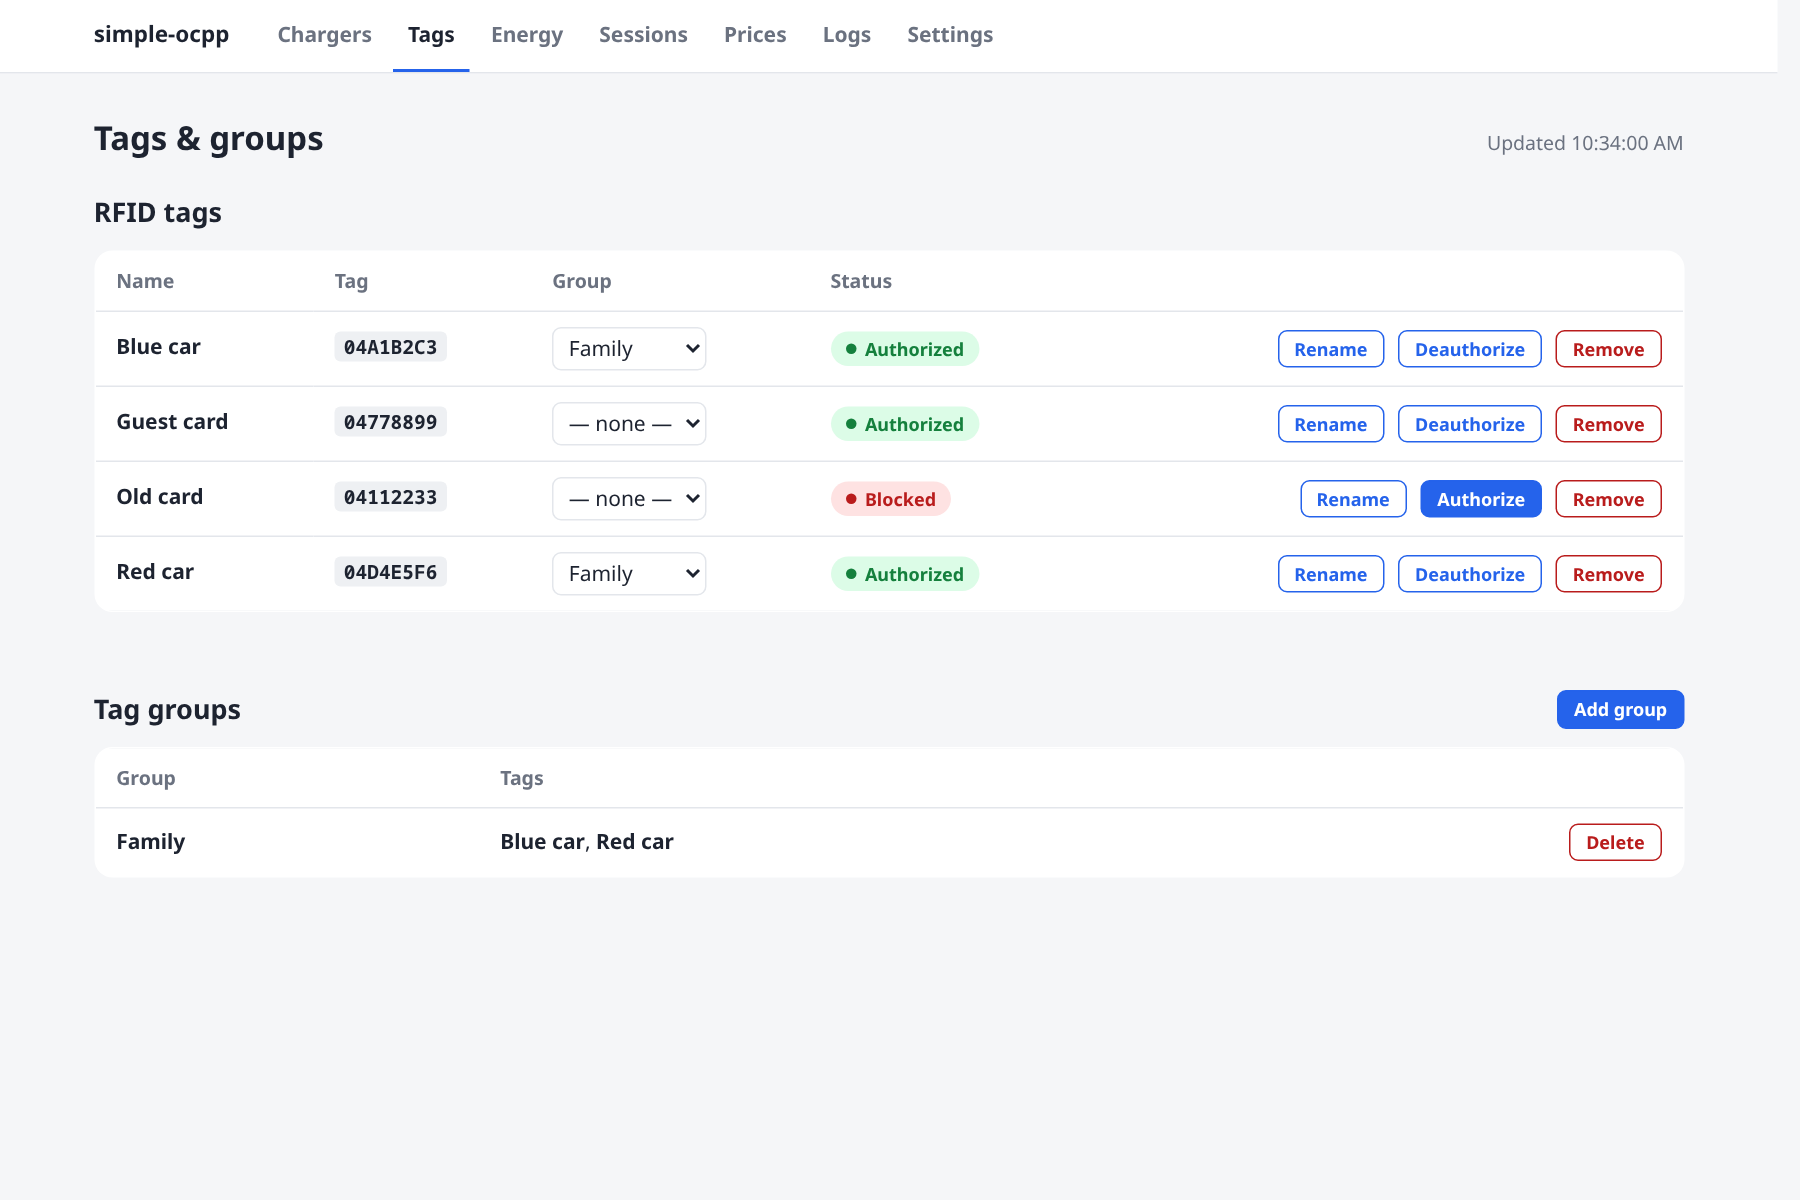 simple-ocpp Chargers Tags Energy Sessions Prices Logs Settings
Tags & groups Updated 10:34:00 AM
RFID tags
Name Tag Group Status
Blue car 04A1B2C3 Family Authorized Rename Deauthorize Remove
Guest card 04778899 — none — Authorized Rename Deauthorize Remove
Old card 04112233 — none — Blocked Rename Authorize Remove
Red car 04D4E5F6 Family Authorized Rename Deauthorize Remove
Tag groups Add group
Group Tags
Family Blue car, Red car Delete